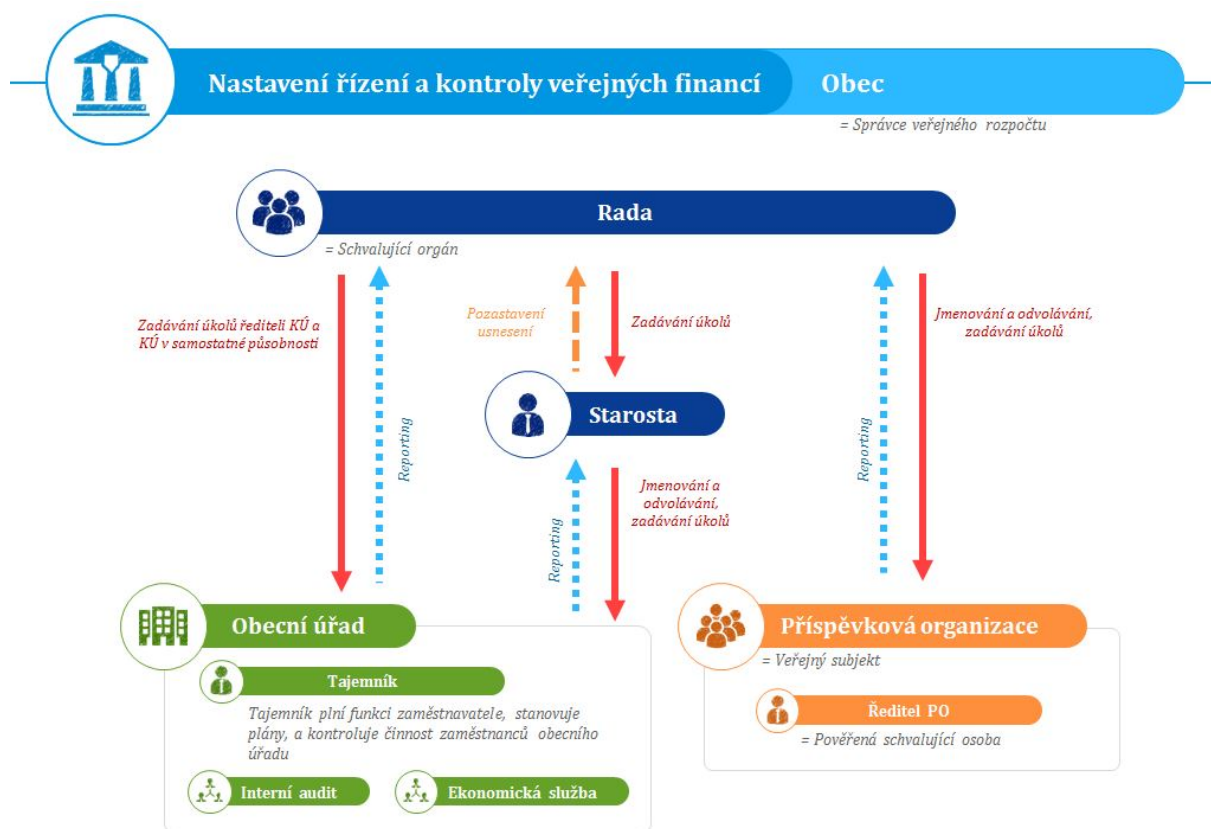 Nastavení řízení a kontroly veřejných financí
Obec
= Správce veřejného rozpočtu
Rada
= Schvalující orgán
Zadávání úkolů řediteli KÚ a
KÚ v samostatné působnosti
Reporting
Pozastavení
usnesení
Zadávání úkolů
Reporting
Jmenování a odvolávání,
zadávání úkolů
Starosta
Reporting
Jmenování a
odvolávání,
zadávání úkolů
Obecní úřad
Tajemník
Tajemník plní funkci zaměstnavatele, stanovuje
plány, a kontroluje činnost zaměstnanců obecního
úřadu
Interní audit
Ekonomická služba
Příspěvková organizace
= Veřejný subjekt
Ředitel PO
= Pověřená schvalující osoba